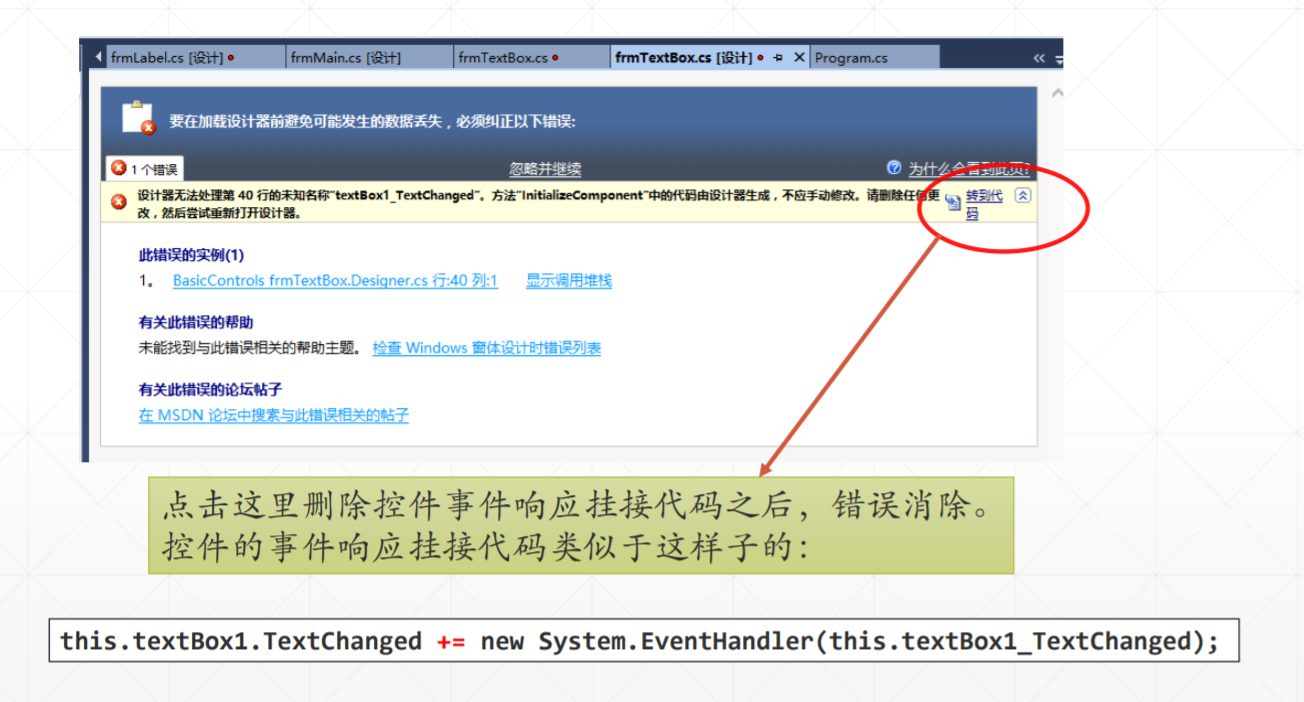 frmLabel.cs [设计] frmMain.cs [设计] frmTextBox.cs frmTextBox.cs [设计] Program.cs
要在加载设计器前避免可能发生的数据丢失，必须纠正以下错误:
1 个错误 忽略并继续 为什么会看到此页?
设计器无法处理第 40 行的未知名称“textBox1_TextChanged”。方法“InitializeComponent”中的代码由设计器生成，不应手动修改。请删除任何更 转到代
改，然后尝试重新打开设计器。 码
此错误的实例(1)
1。 BasicControls frmTextBox.Designer.cs 行:40 列:1 显示调用堆栈
有关此错误的帮助
未能找到与此错误相关的帮助主题。 检查 Windows 窗体设计时错误列表
有关此错误的论坛帖子
在 MSDN 论坛中搜索与此错误相关的帖子
点击这里删除控件事件响应挂接代码之后，错误消除。
控件的事件响应挂接代码类似于这样子的：
this.textBox1.TextChanged += new System.EventHandler(this.textBox1_TextChanged);